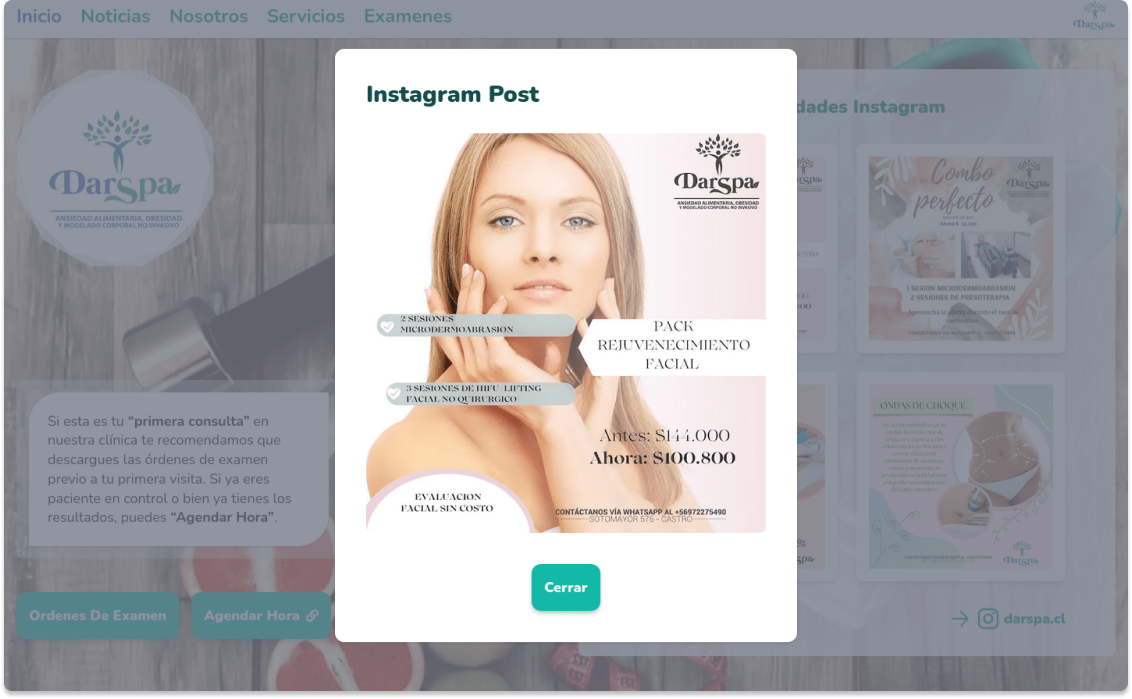 Inicio Noticias Nosotros Servicios Examenes
DarSpa
DarSpa
ANSIEDAD ALIMENTARIA, OBESIDAD
Y MODELADO CORPORAL NO INVASIVO
Si esta es tu “primera consulta” en
nuestra clínica te recomendamos que
descargues las órdenes de examen
previo a tu primera visita. Si ya eres
paciente en control o bien ya tienes los
resultados, puedes “Agendar Hora”.
Ordenes De Examen
Agendar Hora
Instagram Post
DarSpa
ANSIEDAD ALIMENTARIA, OBESIDAD
Y MODELADO CORPORAL NO INVASIVO
2 SESIONES
MICRODERMOABRASION
PACK
REJUVENECIMIENTO
FACIAL
3 SESIONES DE HIFU (LIFTING
FACIAL NO QUIRURGICO
Antes: $144.000
Ahora: $100.800
EVALUACION
FACIAL SIN COSTO
CONTÁCTANOS VÍA WHATSAPP AL +56972275490
SOTOMAYOR 576 - CASTRO
Cerrar
dades Instagram
Combo
perfecto
DarSpa
1 SESION MICRODERMOABRASION
2 SESIONES DE PRESOTERAPIA
ONDAS DE CHOQUE
DarSpa
darspa.cl